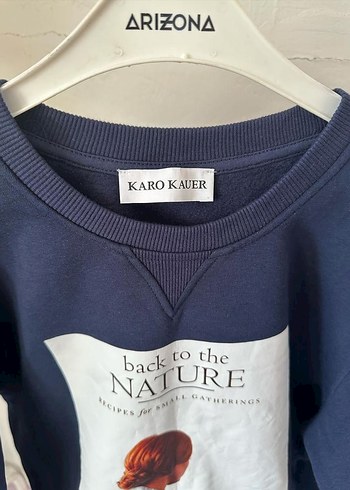 ARIZONA
KARO KAUER
back to the
NATURE
RECIPES for SMALL GATHERINGS